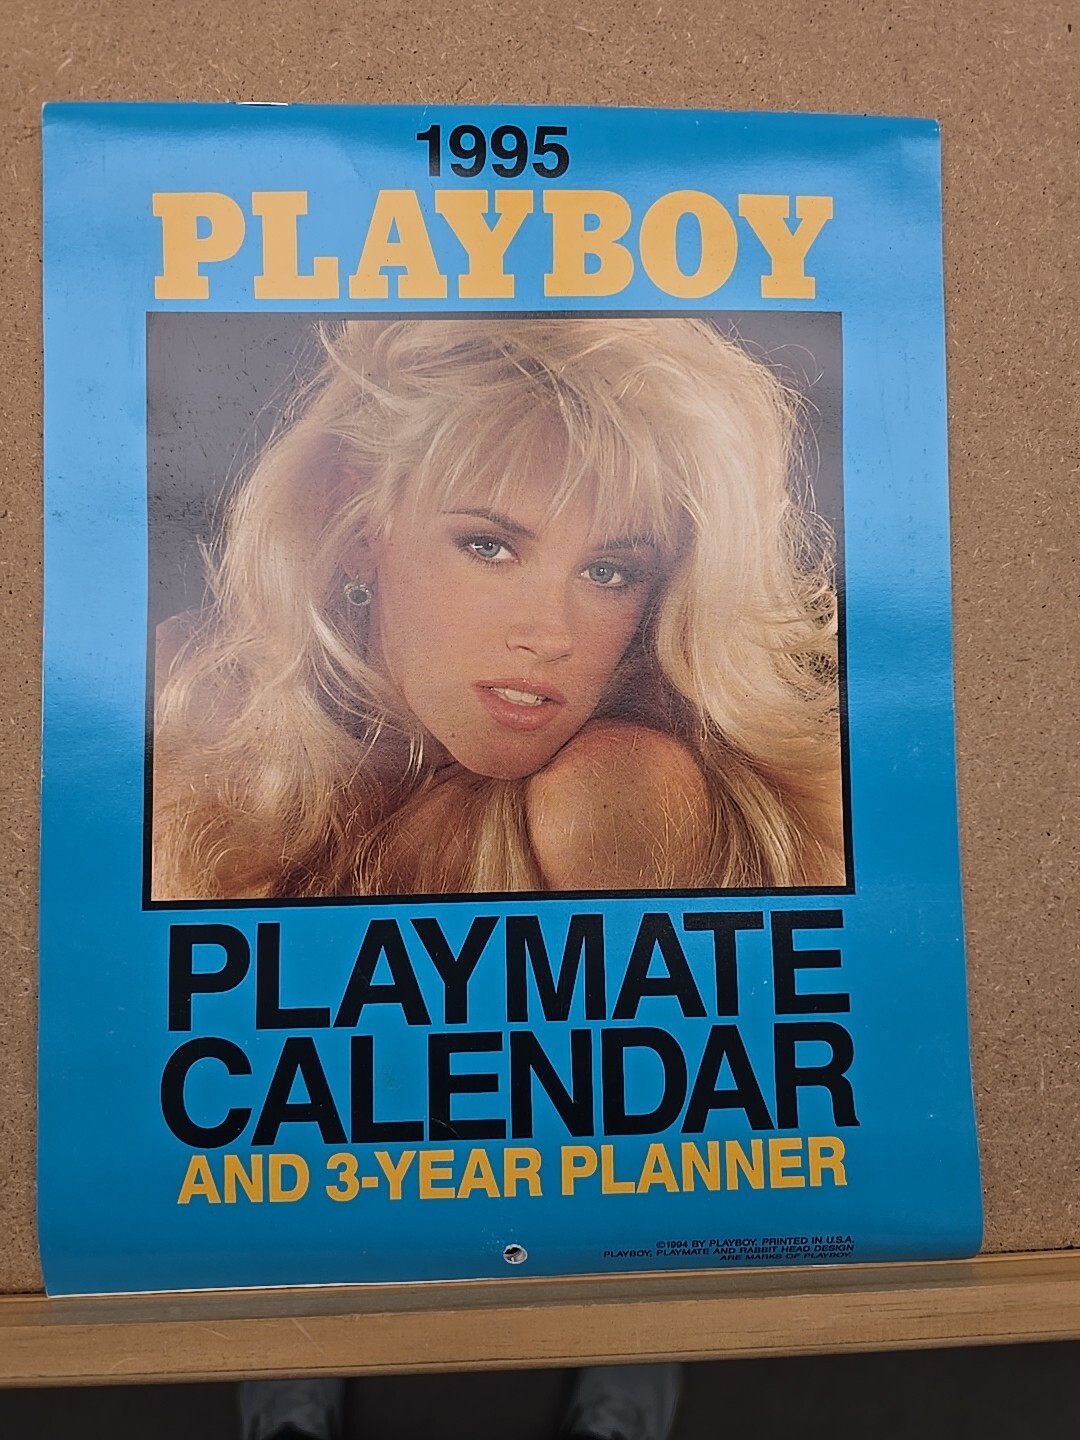 1995
PLAYBOY
PLAYMATE
CALENDAR
AND 3-YEAR PLANNER
©1994 BY PLAYBOY. PRINTED IN U.S.A.
PLAYBOY, PLAYMATE AND RABBIT HEAD DESIGN
ARE MARKS OF PLAYBOY.